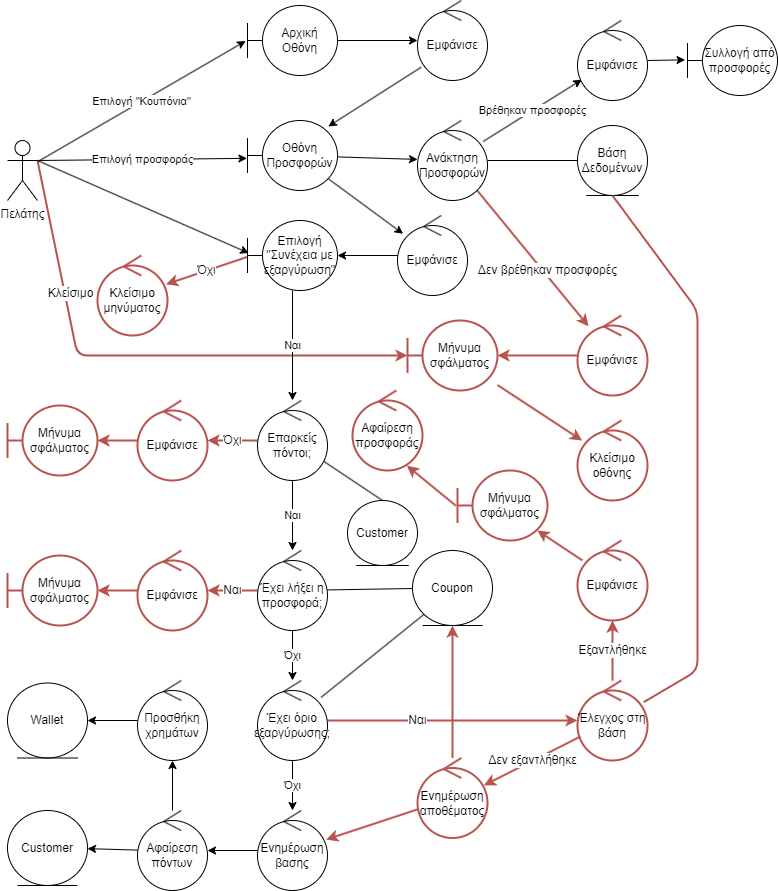 Αρχική
Οθόνη
Εμφάνισε
Εμφάνισε
Συλλογή από
προσφορές
Επιλογή "Κουπόνια"
Βρέθηκαν προσφορές
Πελάτης
Επιλογή προσφοράς
Οθόνη
Προσφορών
Ανάκτηση
Προσφορών
Βάση
Δεδομένων
Επιλογή
"Συνέχεια με
εξαργύρωση"
Εμφάνισε
Όχι
Δεν βρέθηκαν προσφορές
Κλείσιμο
Κλείσιμο
μηνύματος
Ναι
Μήνυμα
σφάλματος
Εμφάνισε
Μήνυμα
σφάλματος
Εμφάνισε
Όχι
Επαρκείς
πόντοι;
Αφαίρεση
προσφοράς
Κλείσιμο
οθόνης
Ναι
Customer
Μήνυμα
σφάλματος
Μήνυμα
σφάλματος
Εμφάνισε
Ναι
Έχει λήξει η
προσφορά;
Coupon
Εμφάνισε
Όχι
Εξαντλήθηκε
Wallet
Προσθήκη
χρημάτων
Έχει όριο
εξαργύρωσης;
Ναι
Έλεγχος στη
βάση
Όχι
Δεν εξαντλήθηκε
Ενημέρωση
αποθέματος
Customer
Αφαίρεση
πόντων
Ενημέρωση
βασης